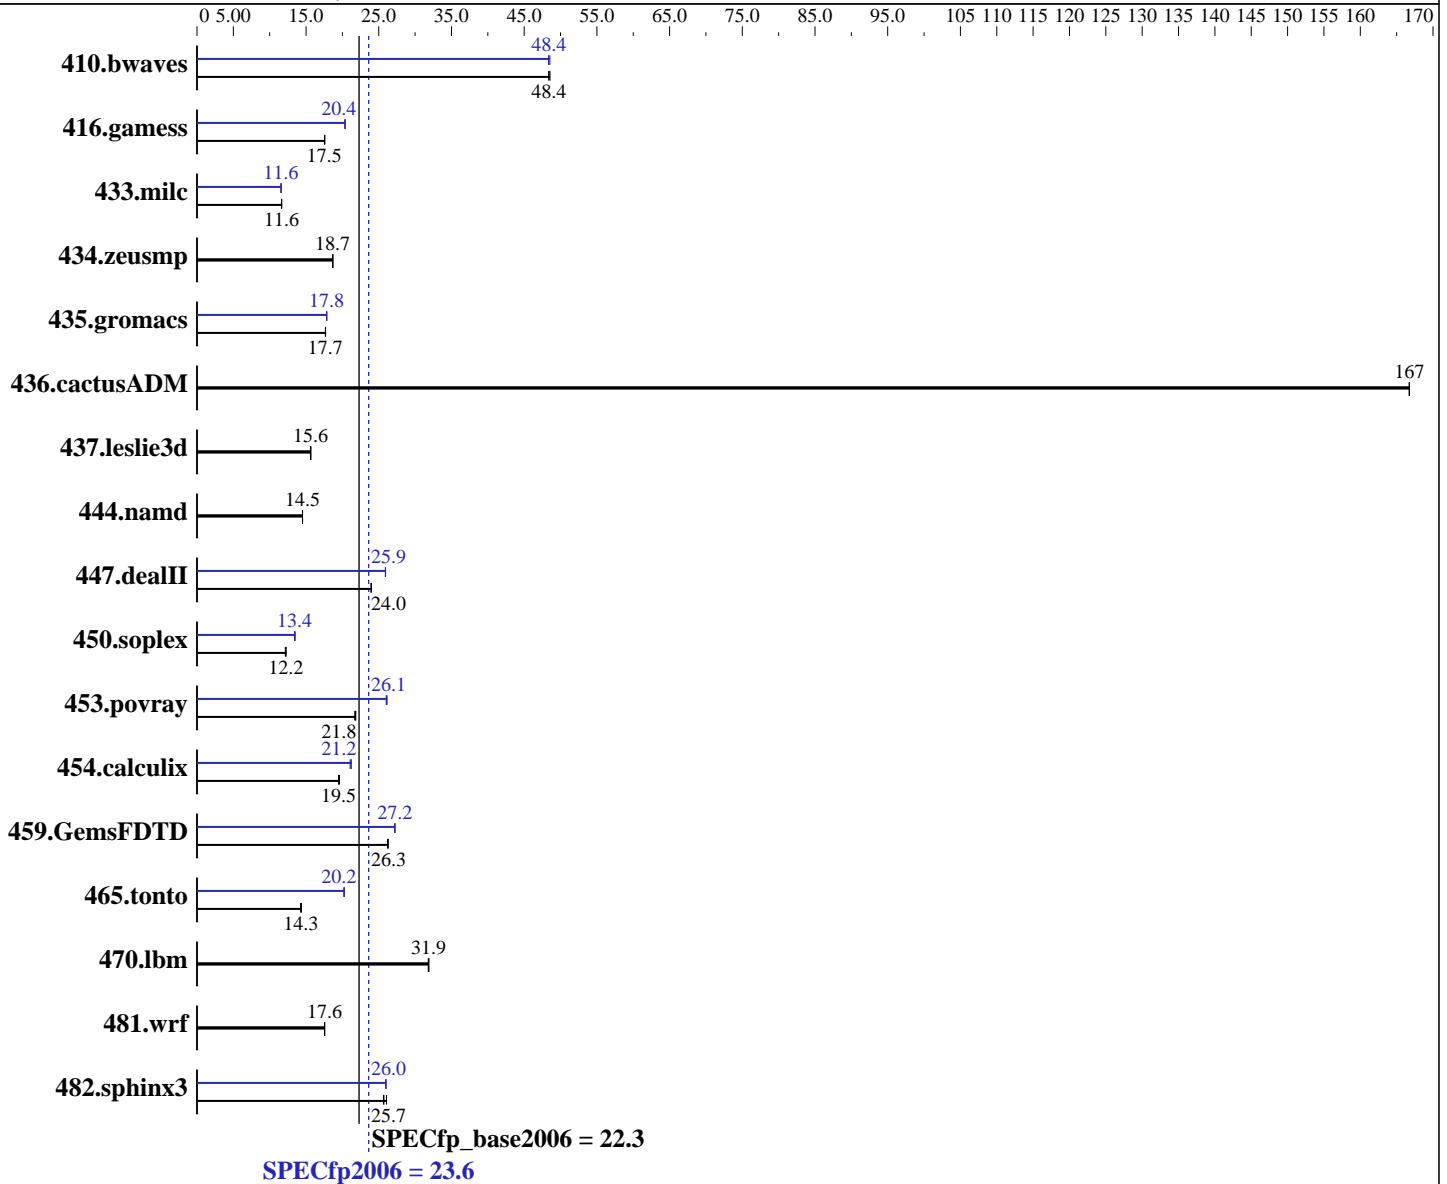 0 5.00 15.0 25.0 35.0 45.0 55.0 65.0 75.0 85.0 95.0 105 110 115 120 125 130 135 140 145 150 160 170
410.bwaves 48.4
48.4
416.gamess 20.4
17.5
433.milc 11.6
11.6
434.zeusmp 18.7
435.gromacs 17.8
17.7
436.cactusADM 167
437.leslie3d 15.6
444.namd 14.5
447.dealII 25.9
24.0
450.soplex 13.4
12.2
453.povray 26.1
21.8
454.calculix 21.2
19.5
459.GemsFDTD 27.2
26.3
465.tonto 20.2
14.3
470.lbm 31.9
481.wrf 17.6
482.sphinx3 26.0
25.7
SPECfp_base2006 = 22.3
SPECfp2006 = 23.6